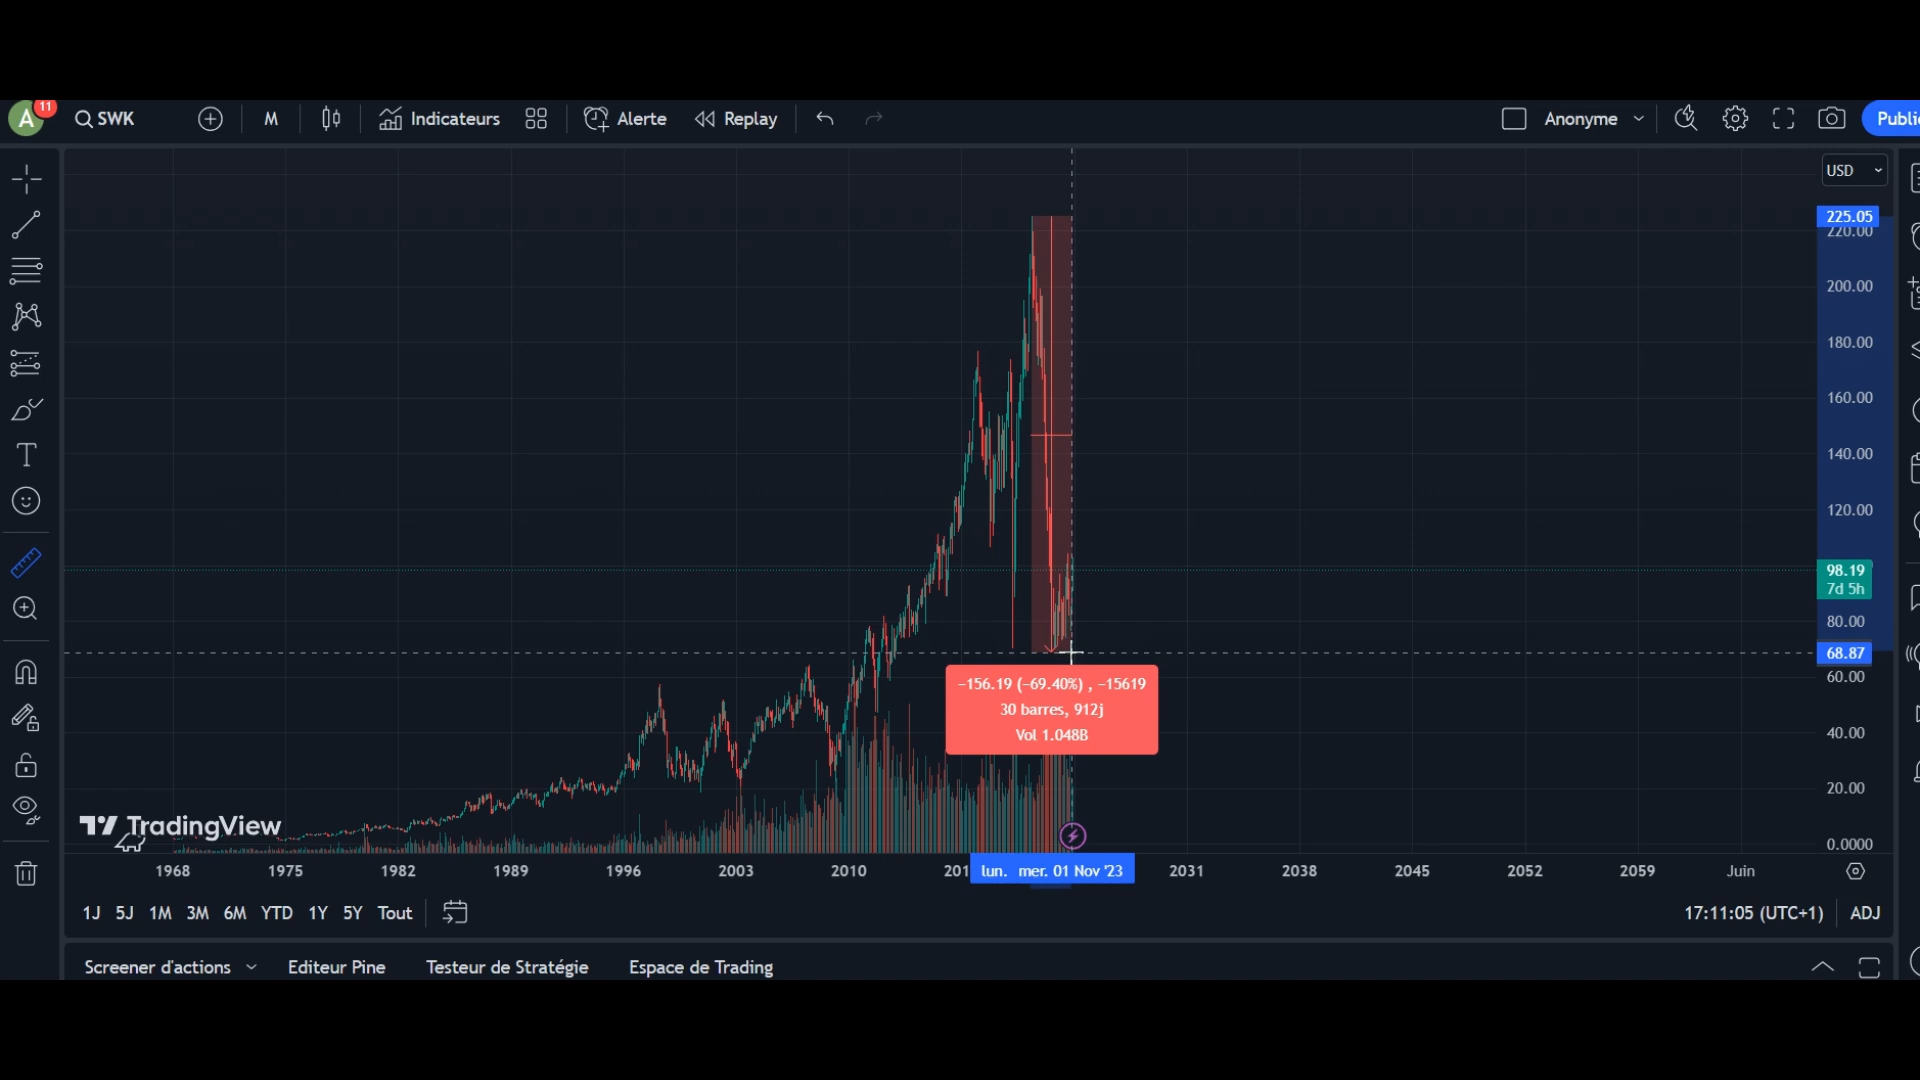 A 11 SWK M Indicateurs Alerte Replay Anonyme
USD
225.05
220.00
200.00
180.00
160.00
140.00
120.00
98.19
7d 5h
80.00
68.87
60.00
−156.19 (−69.40%) , −15619
30 barres, 912j
Vol 1.048B
40.00
20.00
TradingView
0.0000
1968 1975 1982 1989 1996 2003 2010 201 lun. mer. 01 Nov '23 2031 2038 2045 2052 2059 Juin
1J 5J 1M 3M 6M YTD 1Y 5Y Tout 17:11:05 (UTC+1) ADJ
Screener d'actions Editeur Pine Testeur de Stratégie Espace de Trading